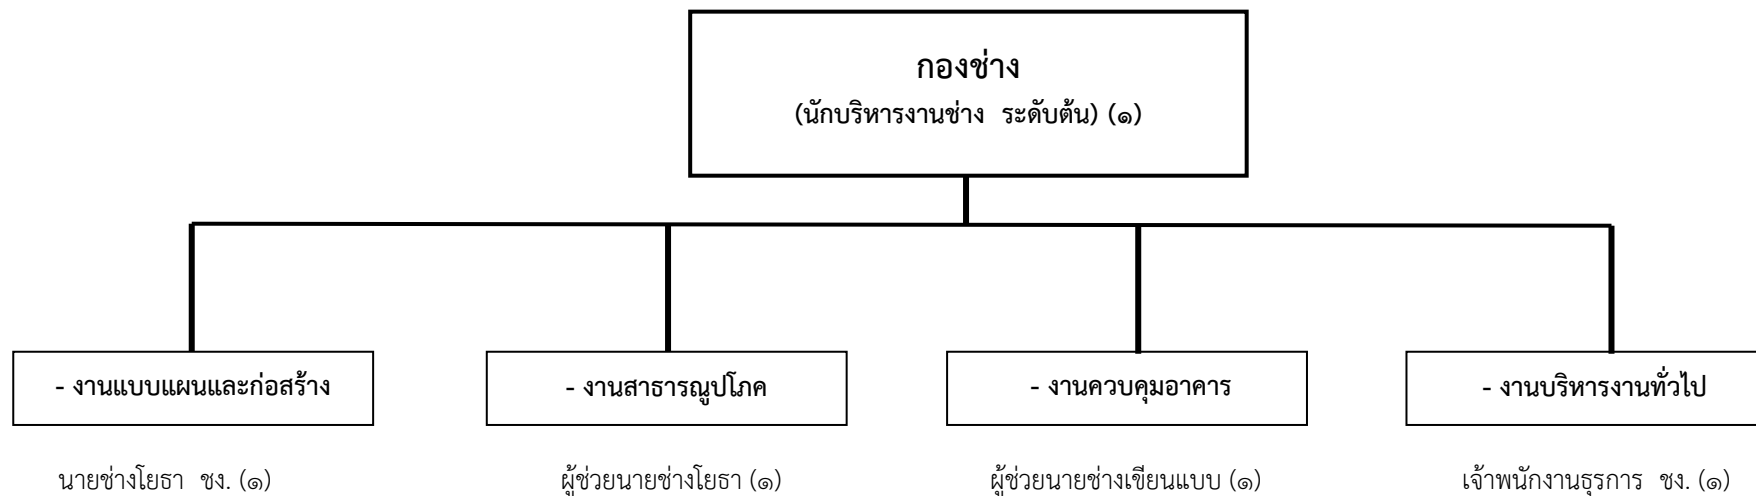 กองช่าง
(นักบริหารงานช่าง ระดับต้น) (๑)
- งานแบบแผนและก่อสร้าง
- งานสาธารณูปโภค
- งานควบคุมอาคาร
- งานบริหารงานทั่วไป
นายช่างโยธา ชง. (๑)
ผู้ช่วยนายช่างโยธา (๑)
ผู้ช่วยนายช่างเขียนแบบ (๑)
เจ้าพนักงานธุรการ ชง. (๑)